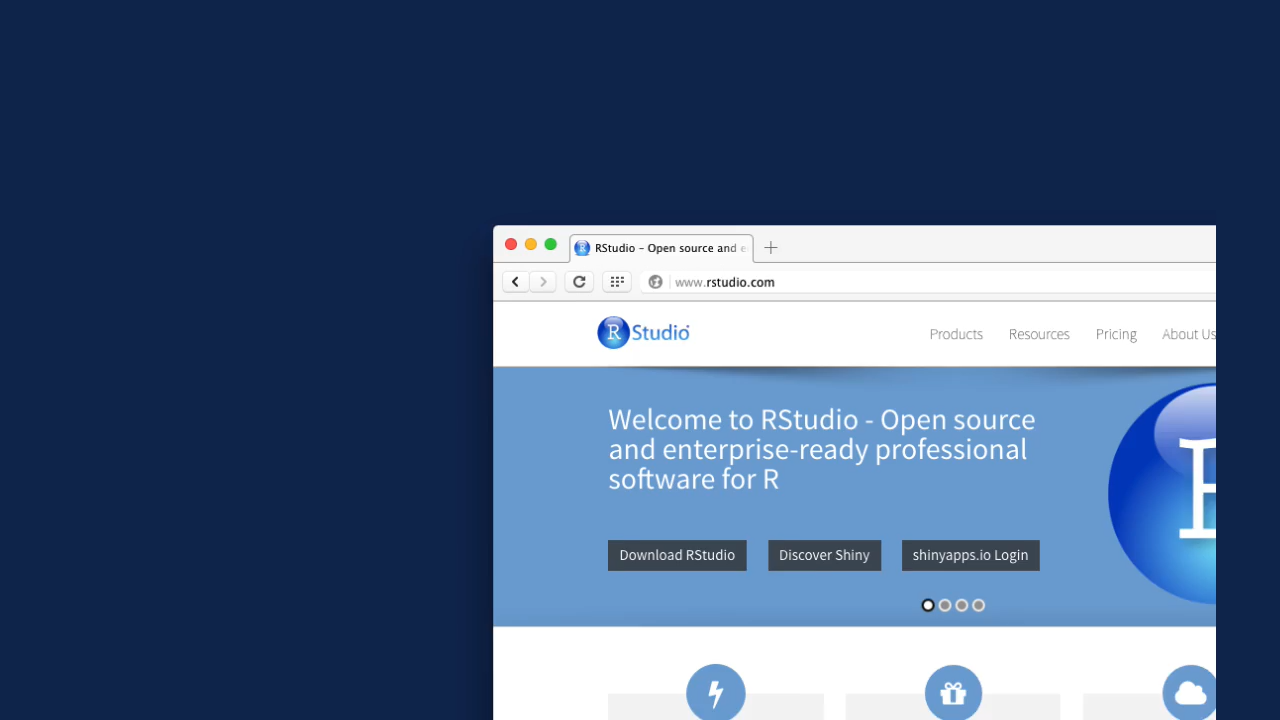 RStudio - Open source and e
www.rstudio.com
R Studio
Products Resources Pricing About Us
Welcome to RStudio - Open source
and enterprise-ready professional
software for R
Download RStudio Discover Shiny shinyapps.io Login
R